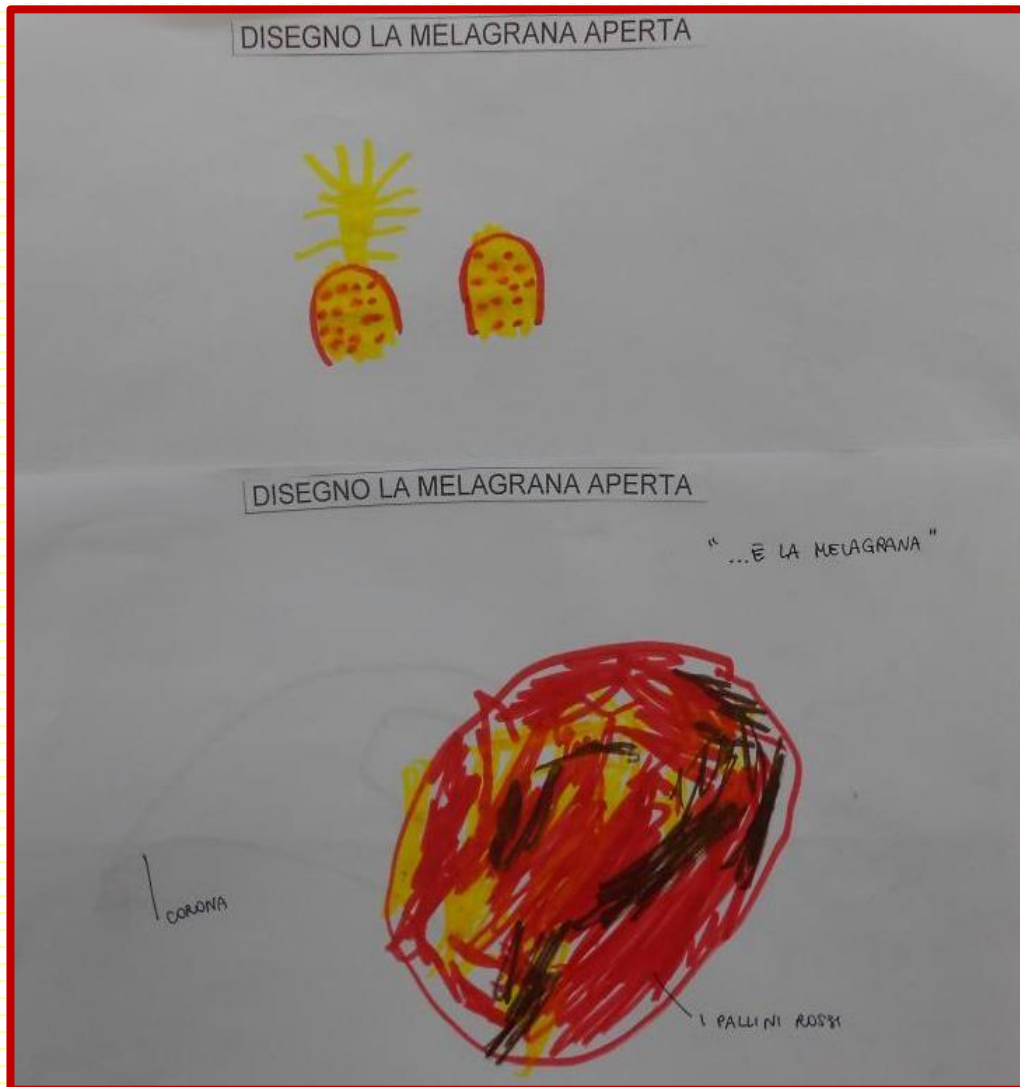 DISEGNO LA MELAGRANA APERTA
DISEGNO LA MELAGRANA APERTA
"...È LA MELAGRANA"
CORONA
I PALLINI ROSSI